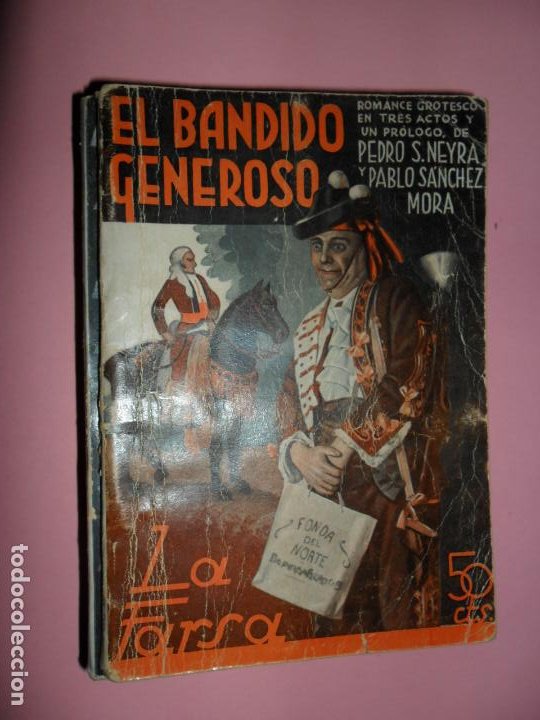 EL BANDIDO
GENEROSO
ROMANCE GROTESCO
EN TRES ACTOS Y
UN PRÓLOGO, DE
PEDRO S. NEYRA
Y PABLO SÁNCHEZ
MORA
FONDA
DEL
NORTE
La
Farsa
50
CTS.
todocoleccion